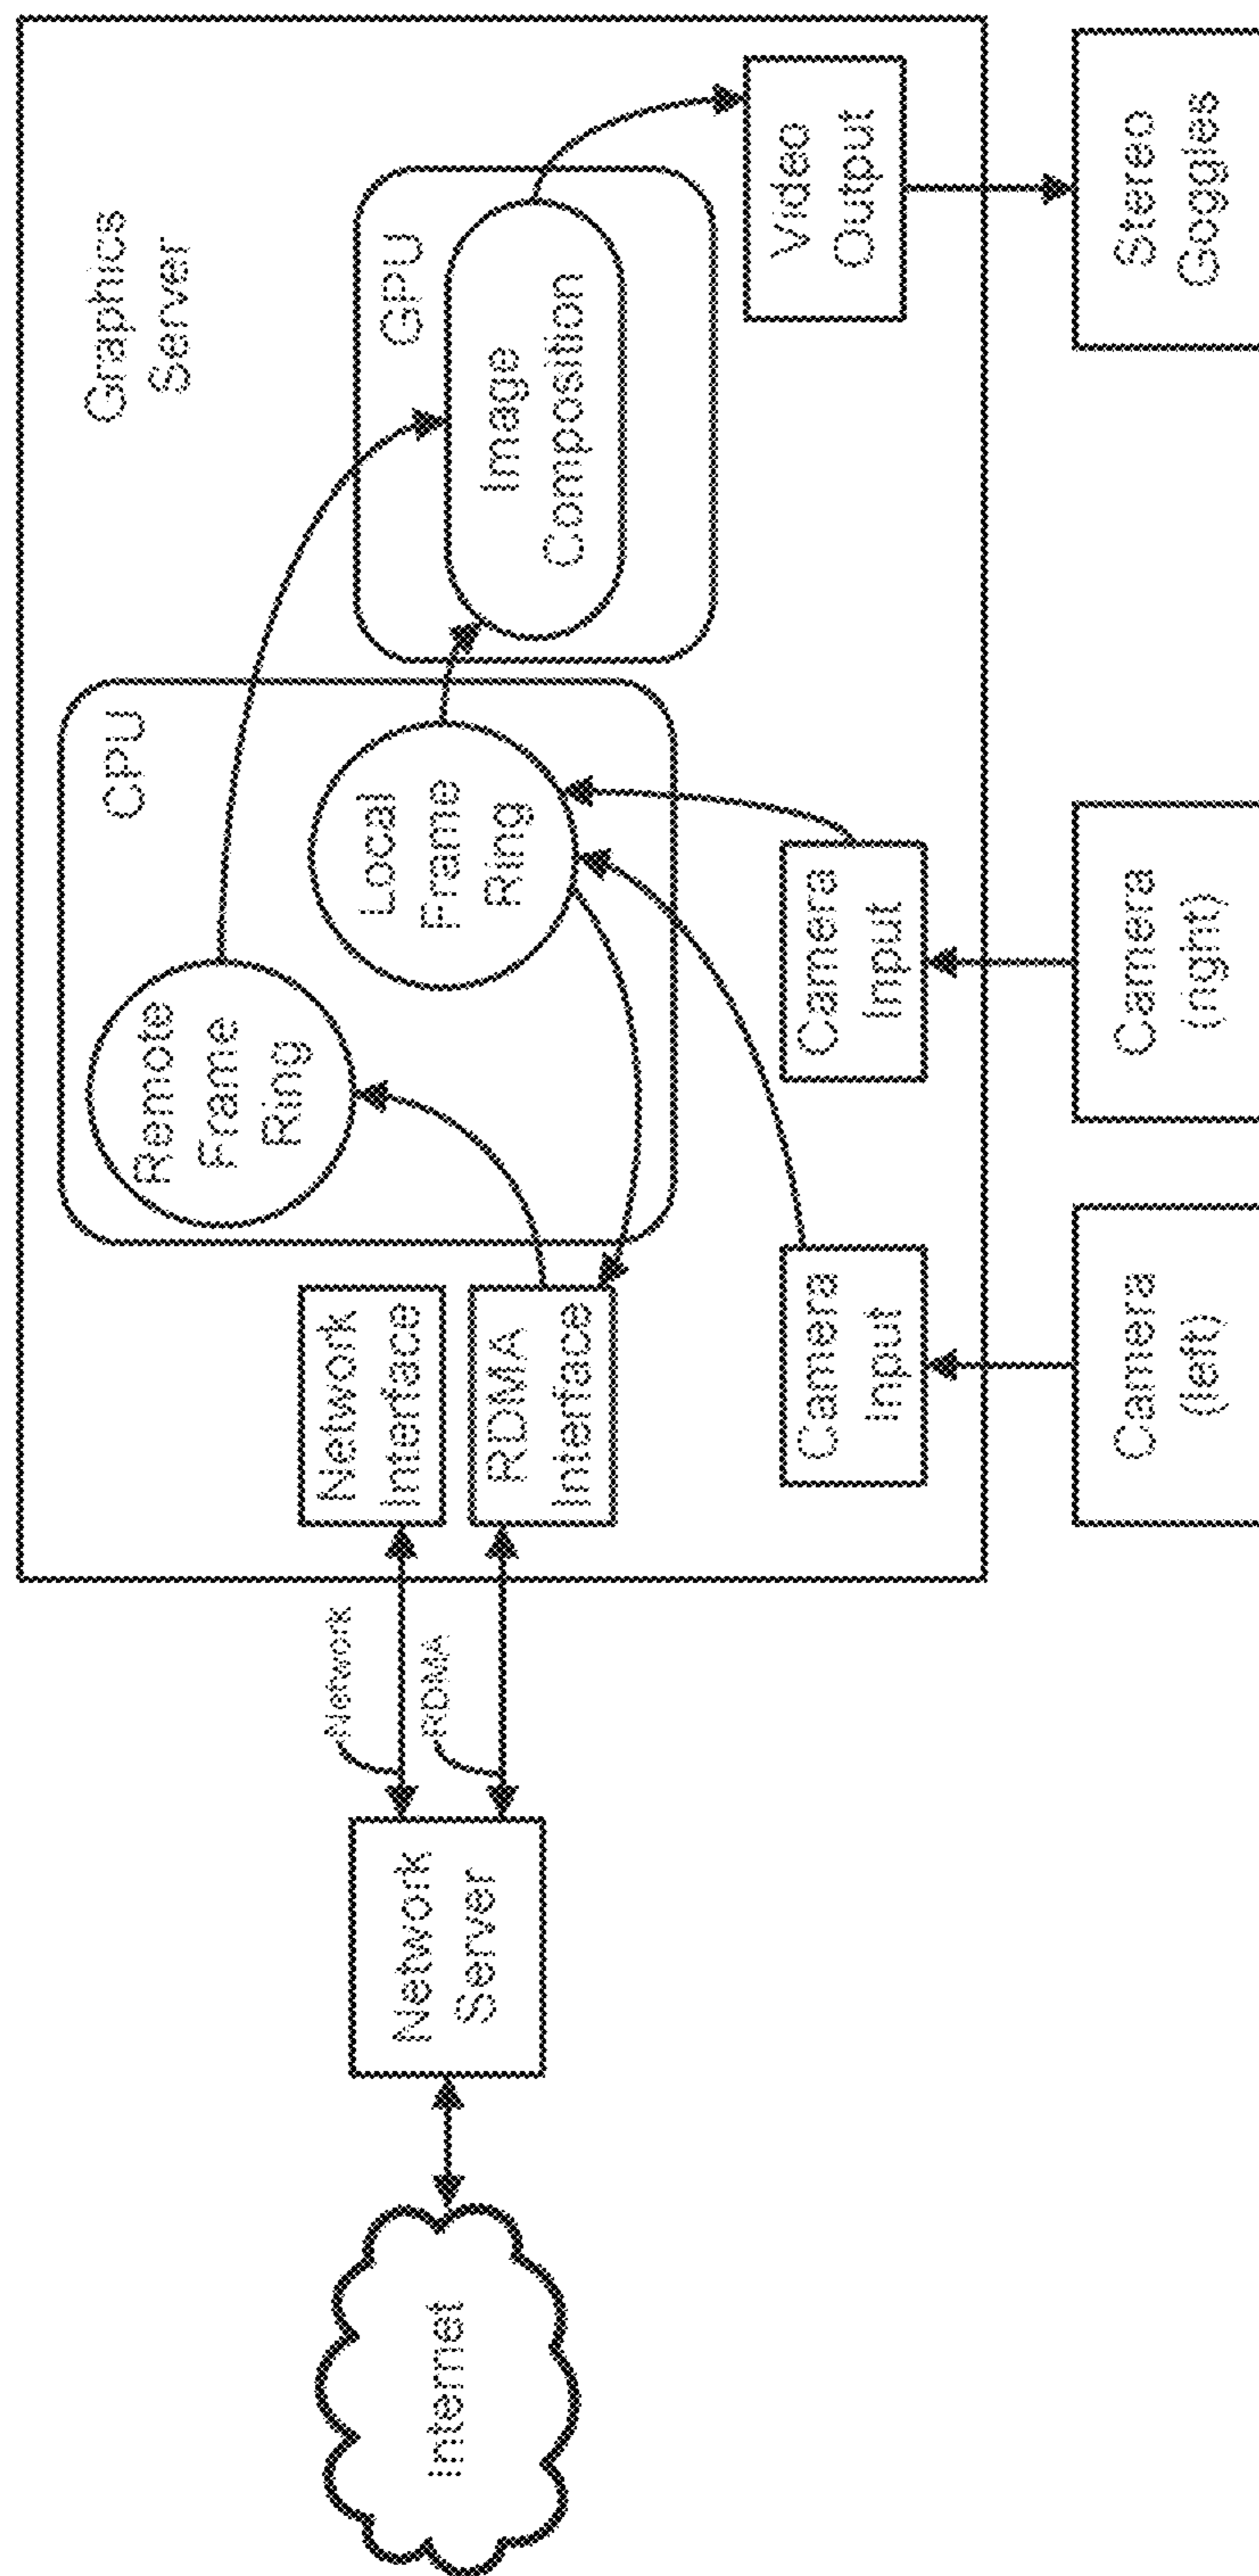 Internet
Network
Server
Network
RDMA
Graphics
Server
Network
Interface
RDMA
Interface
CPU
Remote
Frame
Ring
Local
Frame
Ring
GPU
Image
Composition
Camera
Input
Camera
Input
Video
Output
Camera
(left)
Camera
(right)
Stereo
Goggles